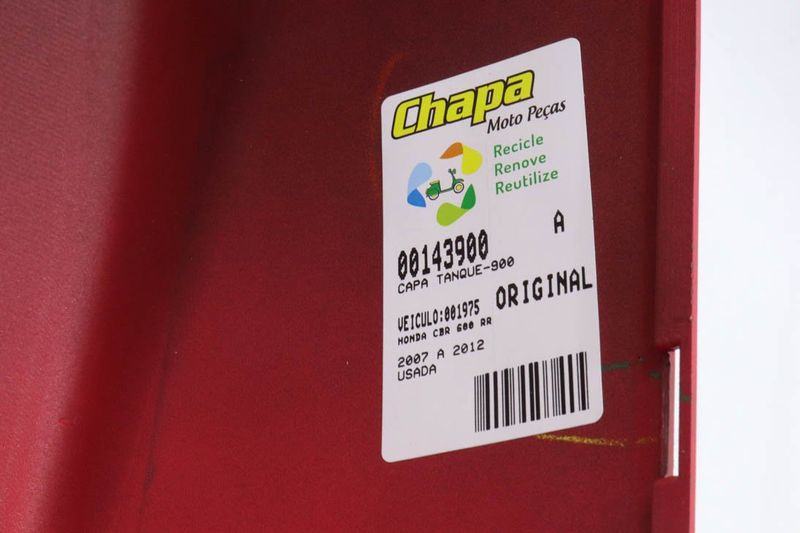 Chapa
Moto Peças
Recicle
Renove
Reutilize
A
00143900
CAPA TANQUE-900
ORIGINAL
VEICULO:001975
HONDA CBR 600 RR
2007 A 2012
USADA